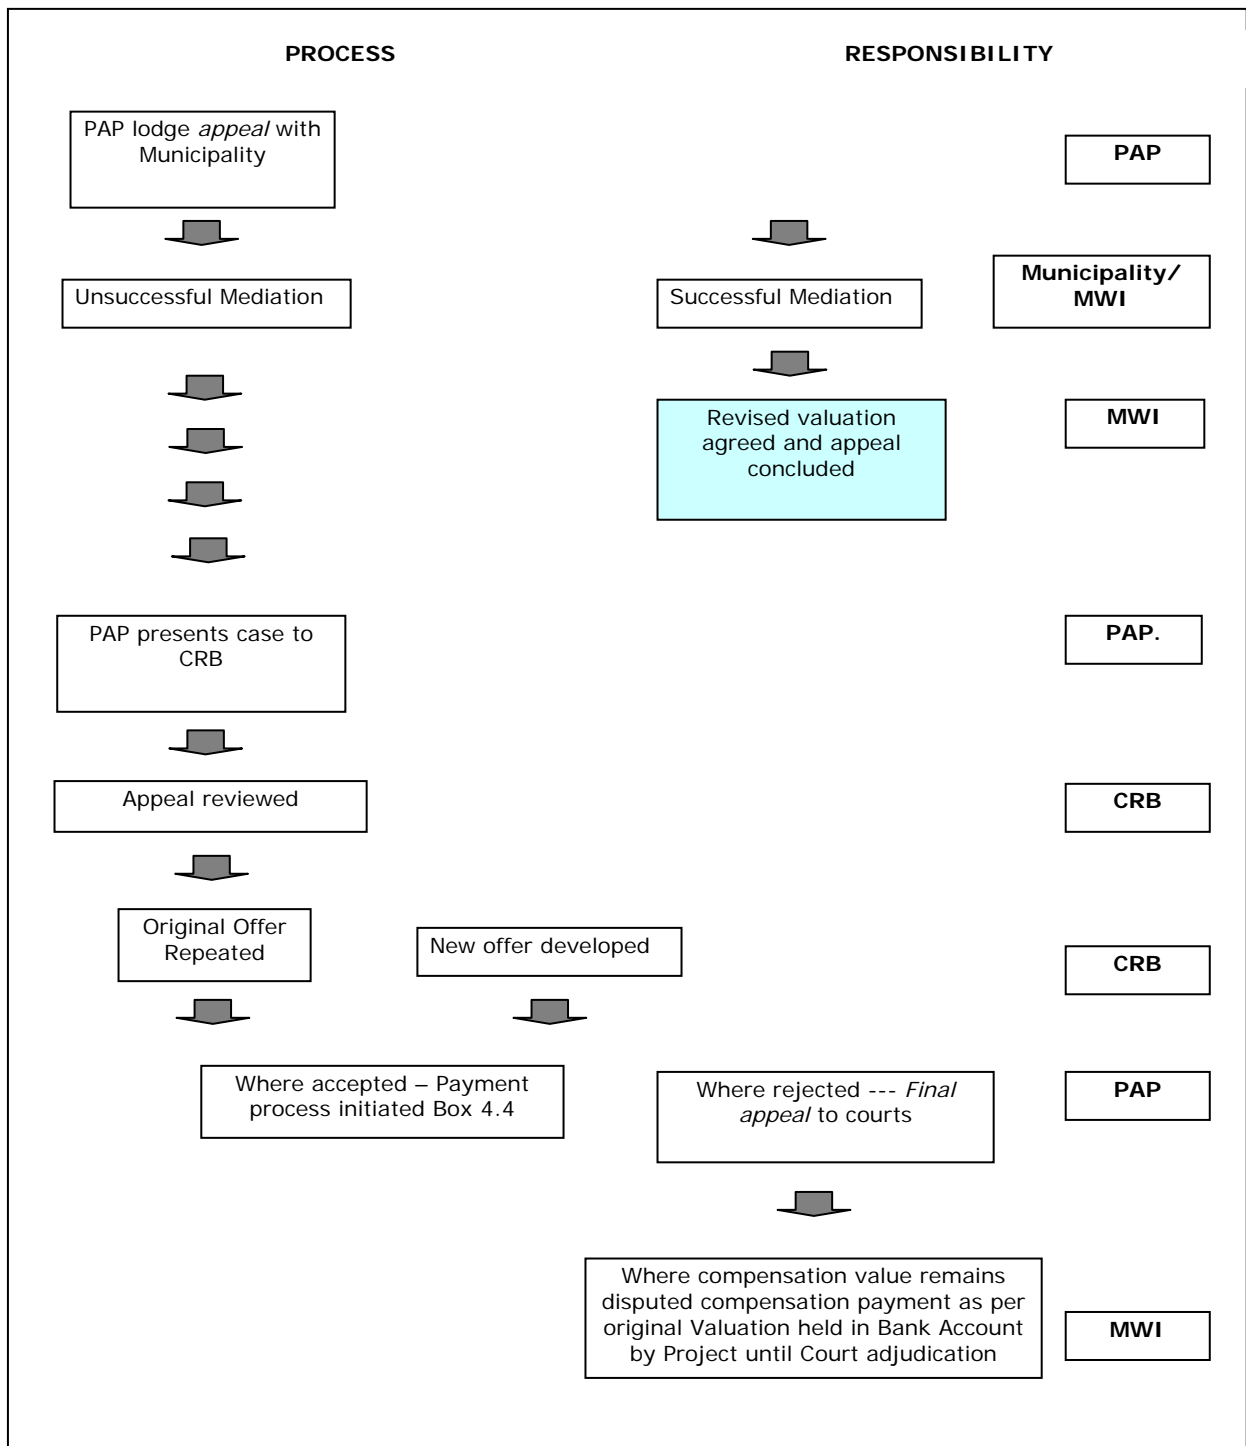 PROCESS
RESPONSIBILITY
PAP lodge appeal with
Municipality
PAP
Unsuccessful Mediation
Successful Mediation
Municipality/
MWI
Revised valuation
agreed and appeal
concluded
MWI
PAP presents case to
CRB
PAP.
Appeal reviewed
CRB
Original Offer
Repeated
New offer developed
CRB
Where accepted – Payment
process initiated Box 4.4
Where rejected --- Final
appeal to courts
PAP
Where compensation value remains
disputed compensation payment as per
original Valuation held in Bank Account
by Project until Court adjudication
MWI